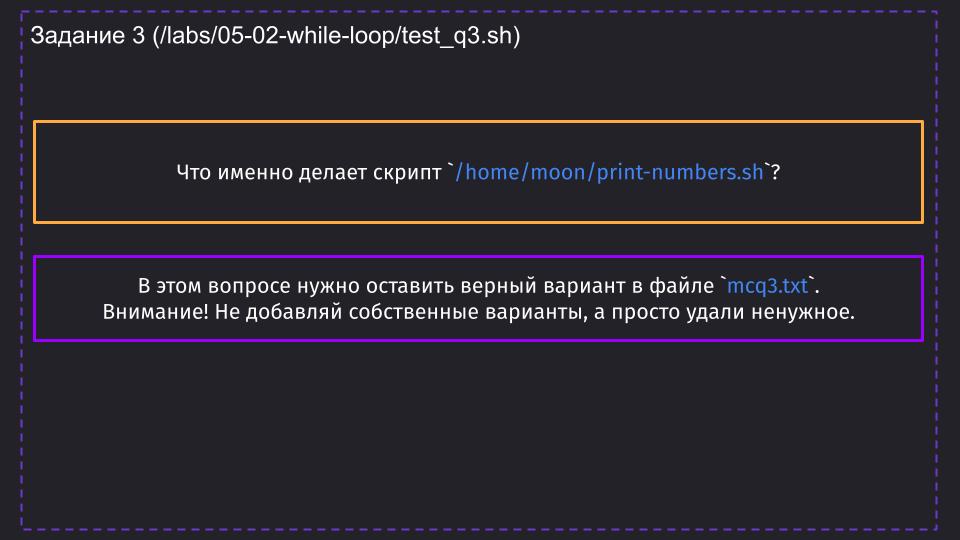 Задание 3 (/labs/05-02-while-loop/test_q3.sh)
Что именно делает скрипт `/home/moon/print-numbers.sh`?
В этом вопросе нужно оставить верный вариант в файле `mcq3.txt`.
Внимание! Не добавляй собственные варианты, а просто удали ненужное.